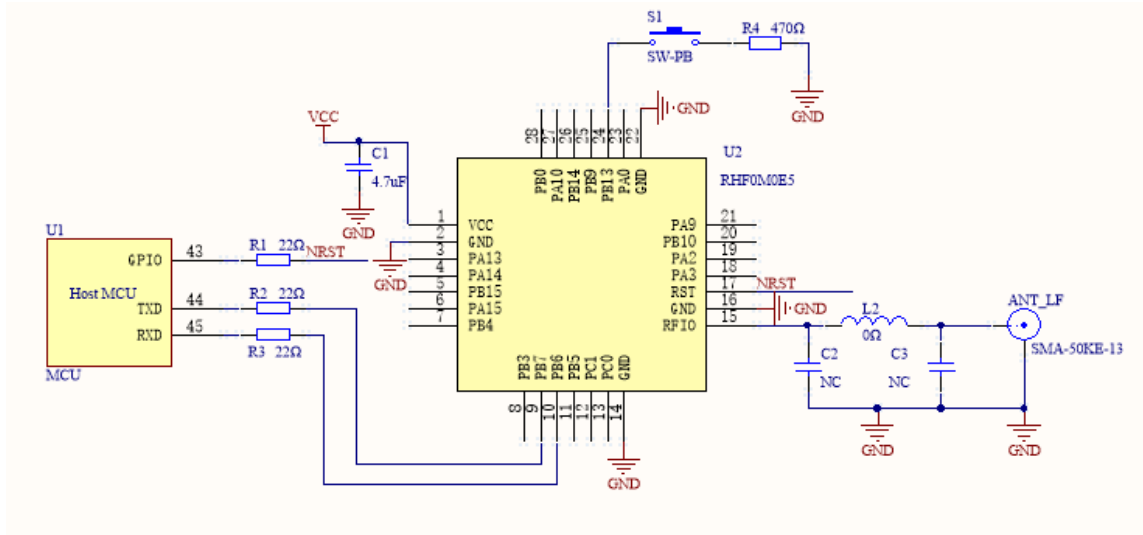 S1
R4 470Ω
SW-PB
GND
GND
VCC
C1
4.7uF
GND
28 27 26 25 24 23 22
PB0 PA10 PB14 PB9 PB13 PA0 GND
U2
RHF0M0E5
1 VCC
2 GND
3 PA13
4 PA14
5 PB15
6 PA15
7 PB4
GND
PA9 21
PB10 20
PA2 19
PA3 18
RST 17 NRST
GND 16 GND
RFIO 15
U1
GPIO 43
Host MCU
TXD 44
RXD 45
MCU
R1 22Ω NRST
R2 22Ω
R3 22Ω
PB3 PB7 PB6 PB5 PC1 PC0 GND
8 9 10 11 12 13 14
GND
L2
0Ω
C2
NC
C3
NC
ANT_LF
SMA-50KE-13
GND
GND